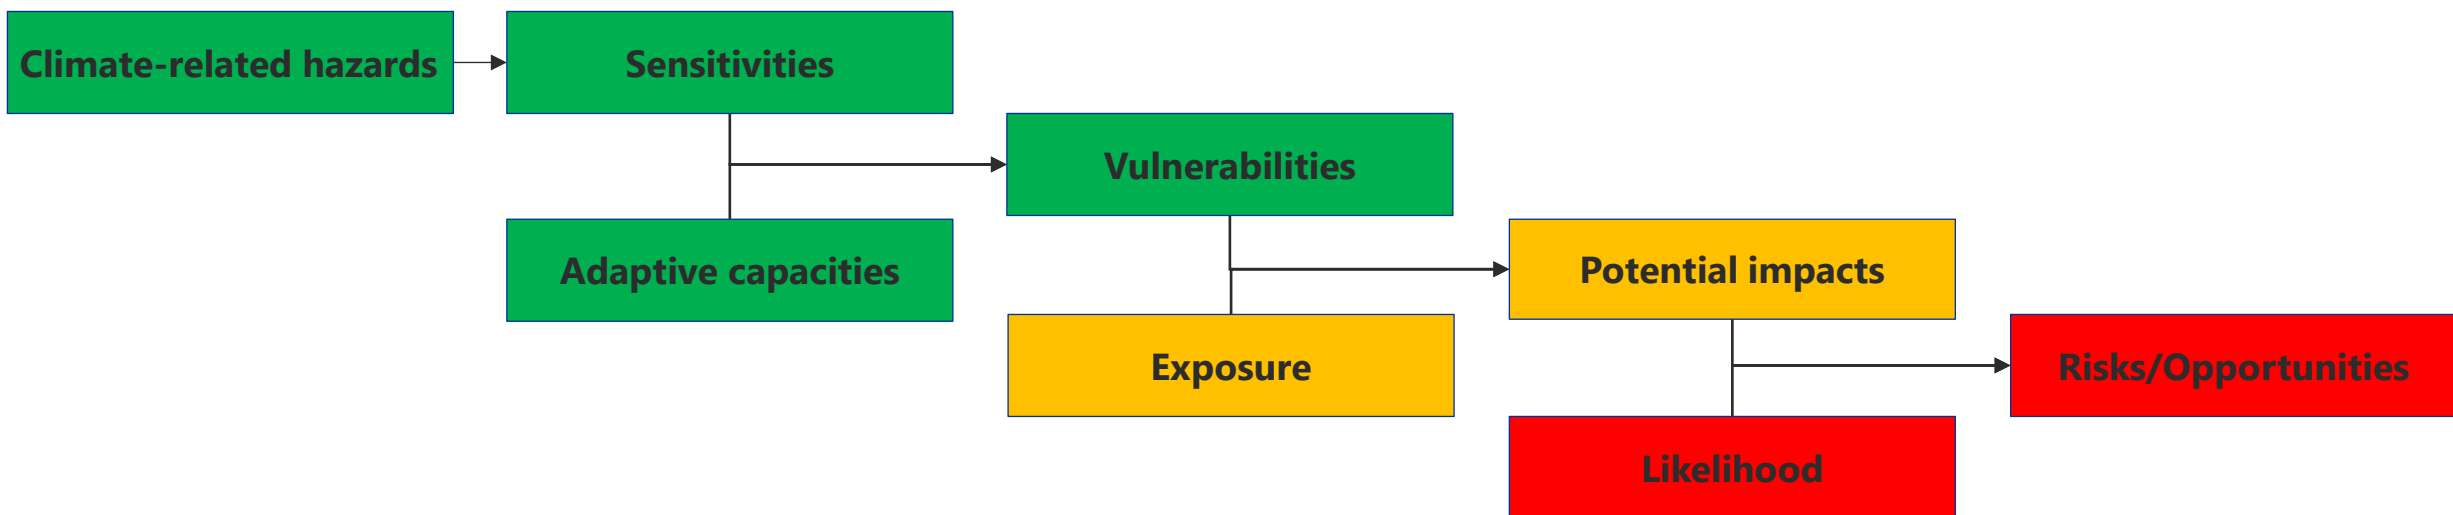 Climate-related hazards
Sensitivities
Vulnerabilities
Adaptive capacities
Potential impacts
Exposure
Risks/Opportunities
Likelihood